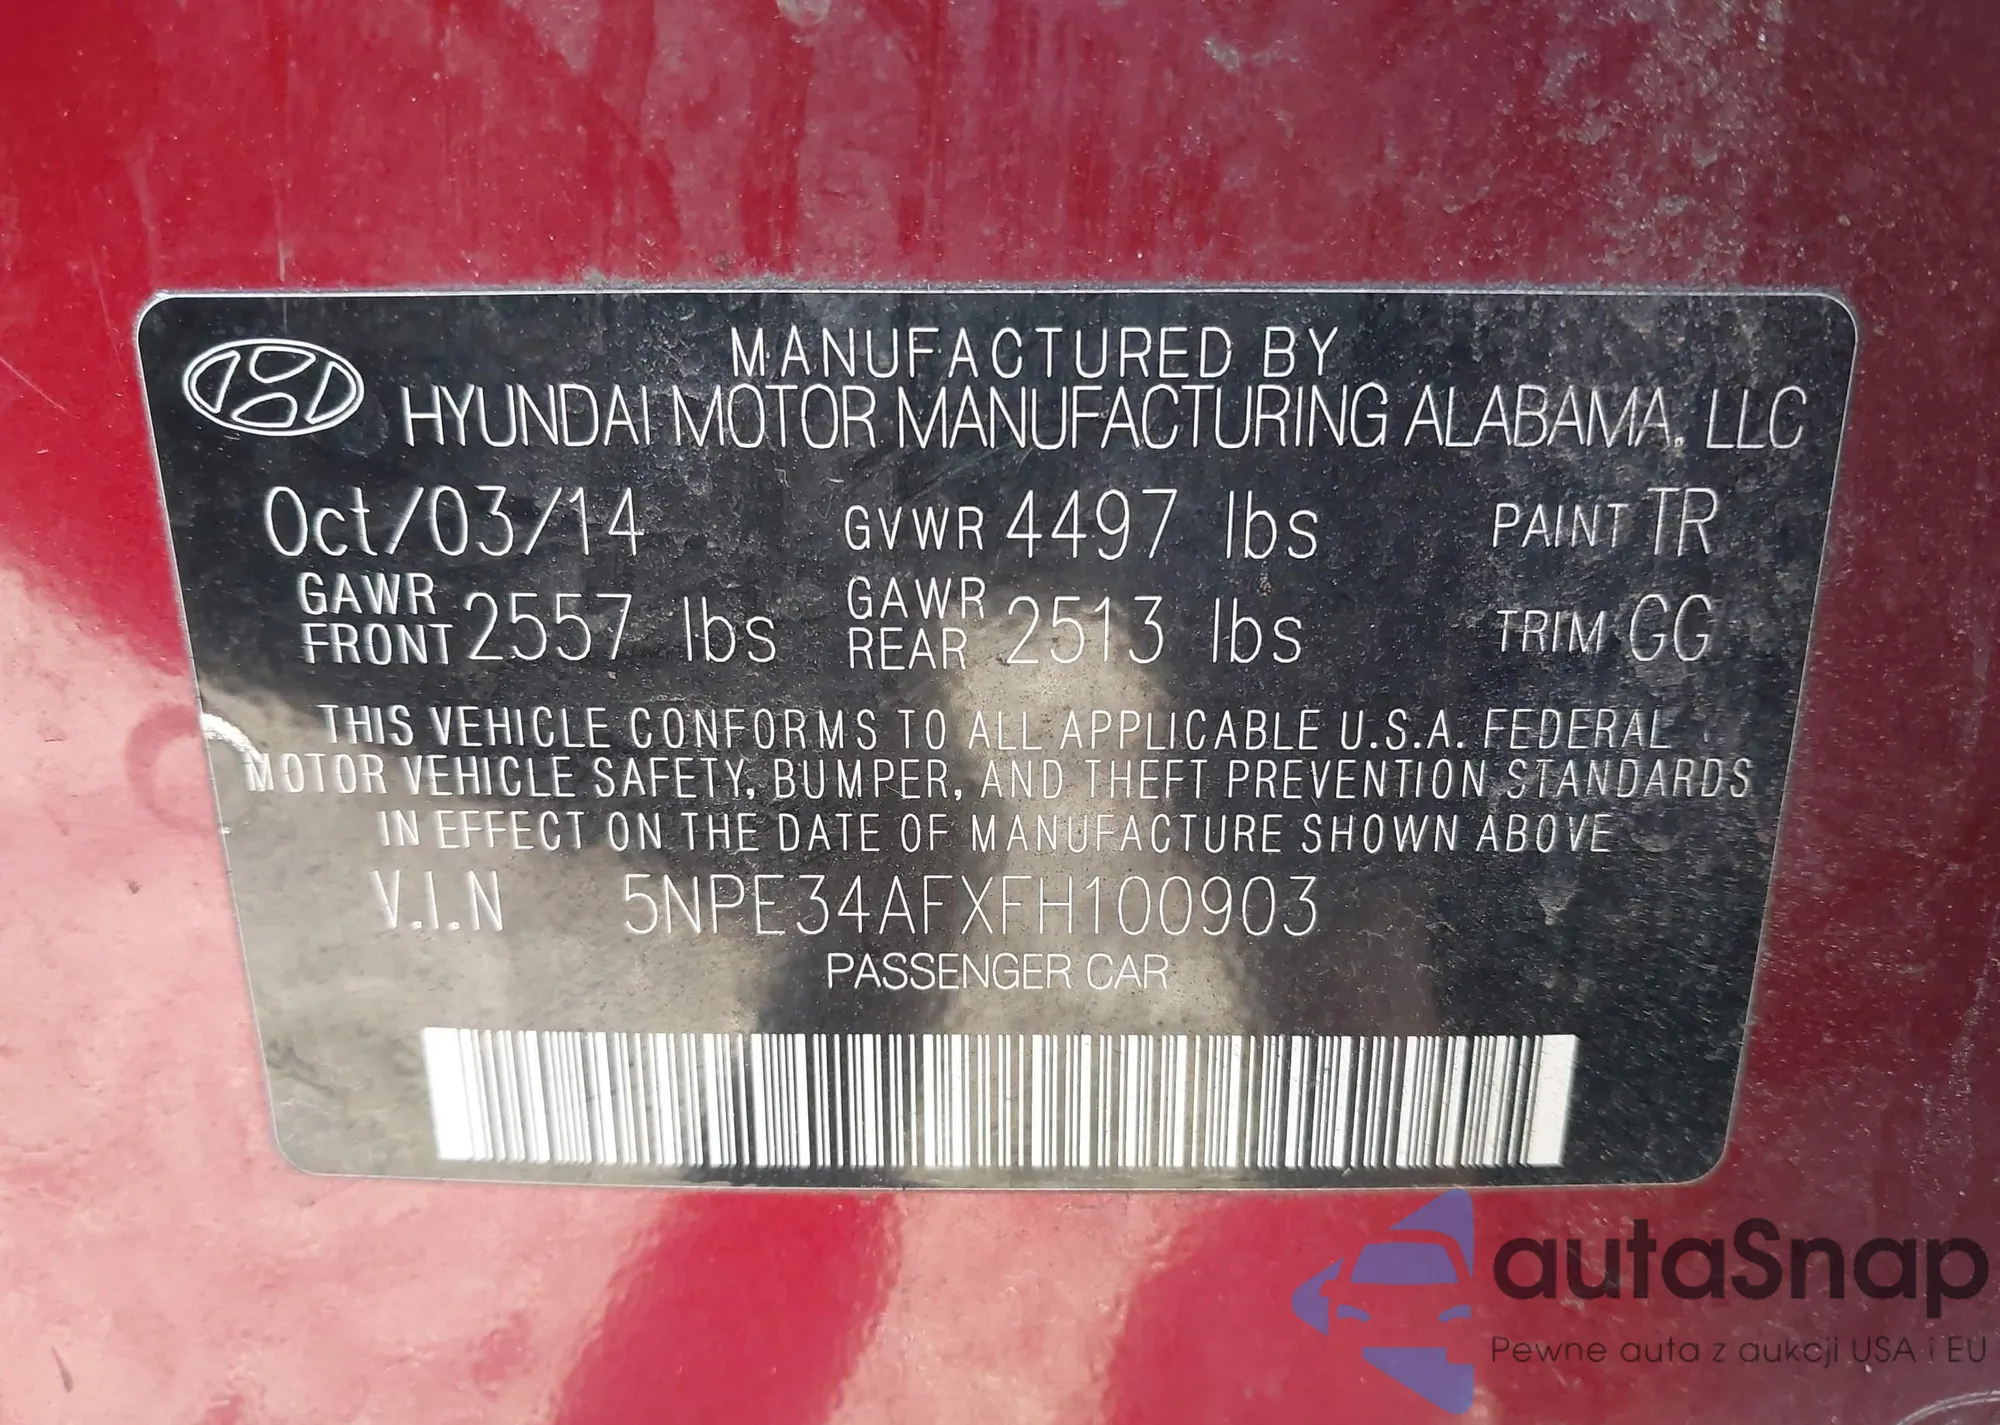 MANUFACTURED BY
HYUNDAI MOTOR MANUFACTURING ALABAMA, LLC
Oct/03/14 GVWR 4497 lbs PAINT TR
GAWR FRONT 2557 lbs GAWR REAR 2513 lbs TRIM GG
THIS VEHICLE CONFORMS TO ALL APPLICABLE U.S.A. FEDERAL
MOTOR VEHICLE SAFETY, BUMPER, AND THEFT PREVENTION STANDARDS
IN EFFECT ON THE DATE OF MANUFACTURE SHOWN ABOVE
V.I.N 5NPE34AFXFH100903
PASSENGER CAR
autaSnap
Pewne auta z aukcji USA i EU